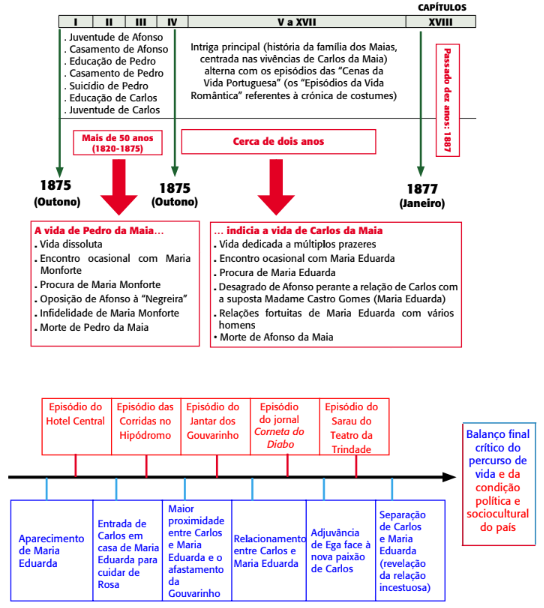 CAPÍTULOS
I II III IV V a XVII XVIII
. Juventude de Afonso
. Casamento de Afonso
. Educação de Pedro
. Casamento de Pedro
. Suicídio de Pedro
. Educação de Carlos
. Juventude de Carlos
Intriga principal (história da família dos Maias,
centrada nas vivências de Carlos da Maia)
alterna com os episódios das "Cenas da
Vida Portuguesa" (os "Episódios da Vida
Romântica" referentes à crónica de costumes)
Passado dez anos: 1887
Mais de 50 anos
(1820-1875)
Cerca de dois anos
1875
(Outono)
1875
(Outono)
1877
(Janeiro)
A vida de Pedro da Maia...
. Vida dissoluta
. Encontro ocasional com Maria
Monforte
. Procura de Maria Monforte
. Oposição de Afonso à "Negreira"
. Infidelidade de Maria Monforte
. Morte de Pedro da Maia
... indicia a vida de Carlos da Maia
. Vida dedicada a múltiplos prazeres
. Encontro ocasional com Maria Eduarda
. Procura de Maria Eduarda
. Desagrado de Afonso perante a relação de Carlos com
a suposta Madame Castro Gomes (Maria Eduarda)
. Relações fortuitas de Maria Eduarda com vários
homens
• Morte de Afonso da Maia
Episódio do
Hotel Central
Episódio das
Corridas no
Hipódromo
Episódio do
Jantar dos
Gouvarinho
Episódio
do jornal
Corneta do
Diabo
Episódio do
Sarau do
Teatro da
Trindade
Balanço final
crítico do
percurso de
vida e da
condição
política e
sociocultural
do país
Aparecimento
de Maria
Eduarda
Entrada de
Carlos em
casa de Maria
Eduarda para
cuidar de
Rosa
Maior
proximidade
entre Carlos
e Maria
Eduarda e o
afastamento
da
Gouvarinho
Relacionamento
entre Carlos e
Maria Eduarda
Adjuvância
de Ega face à
nova paixão
de Carlos
Separação
de Carlos
e Maria
Eduarda
(revelação
da relação
incestuosa)